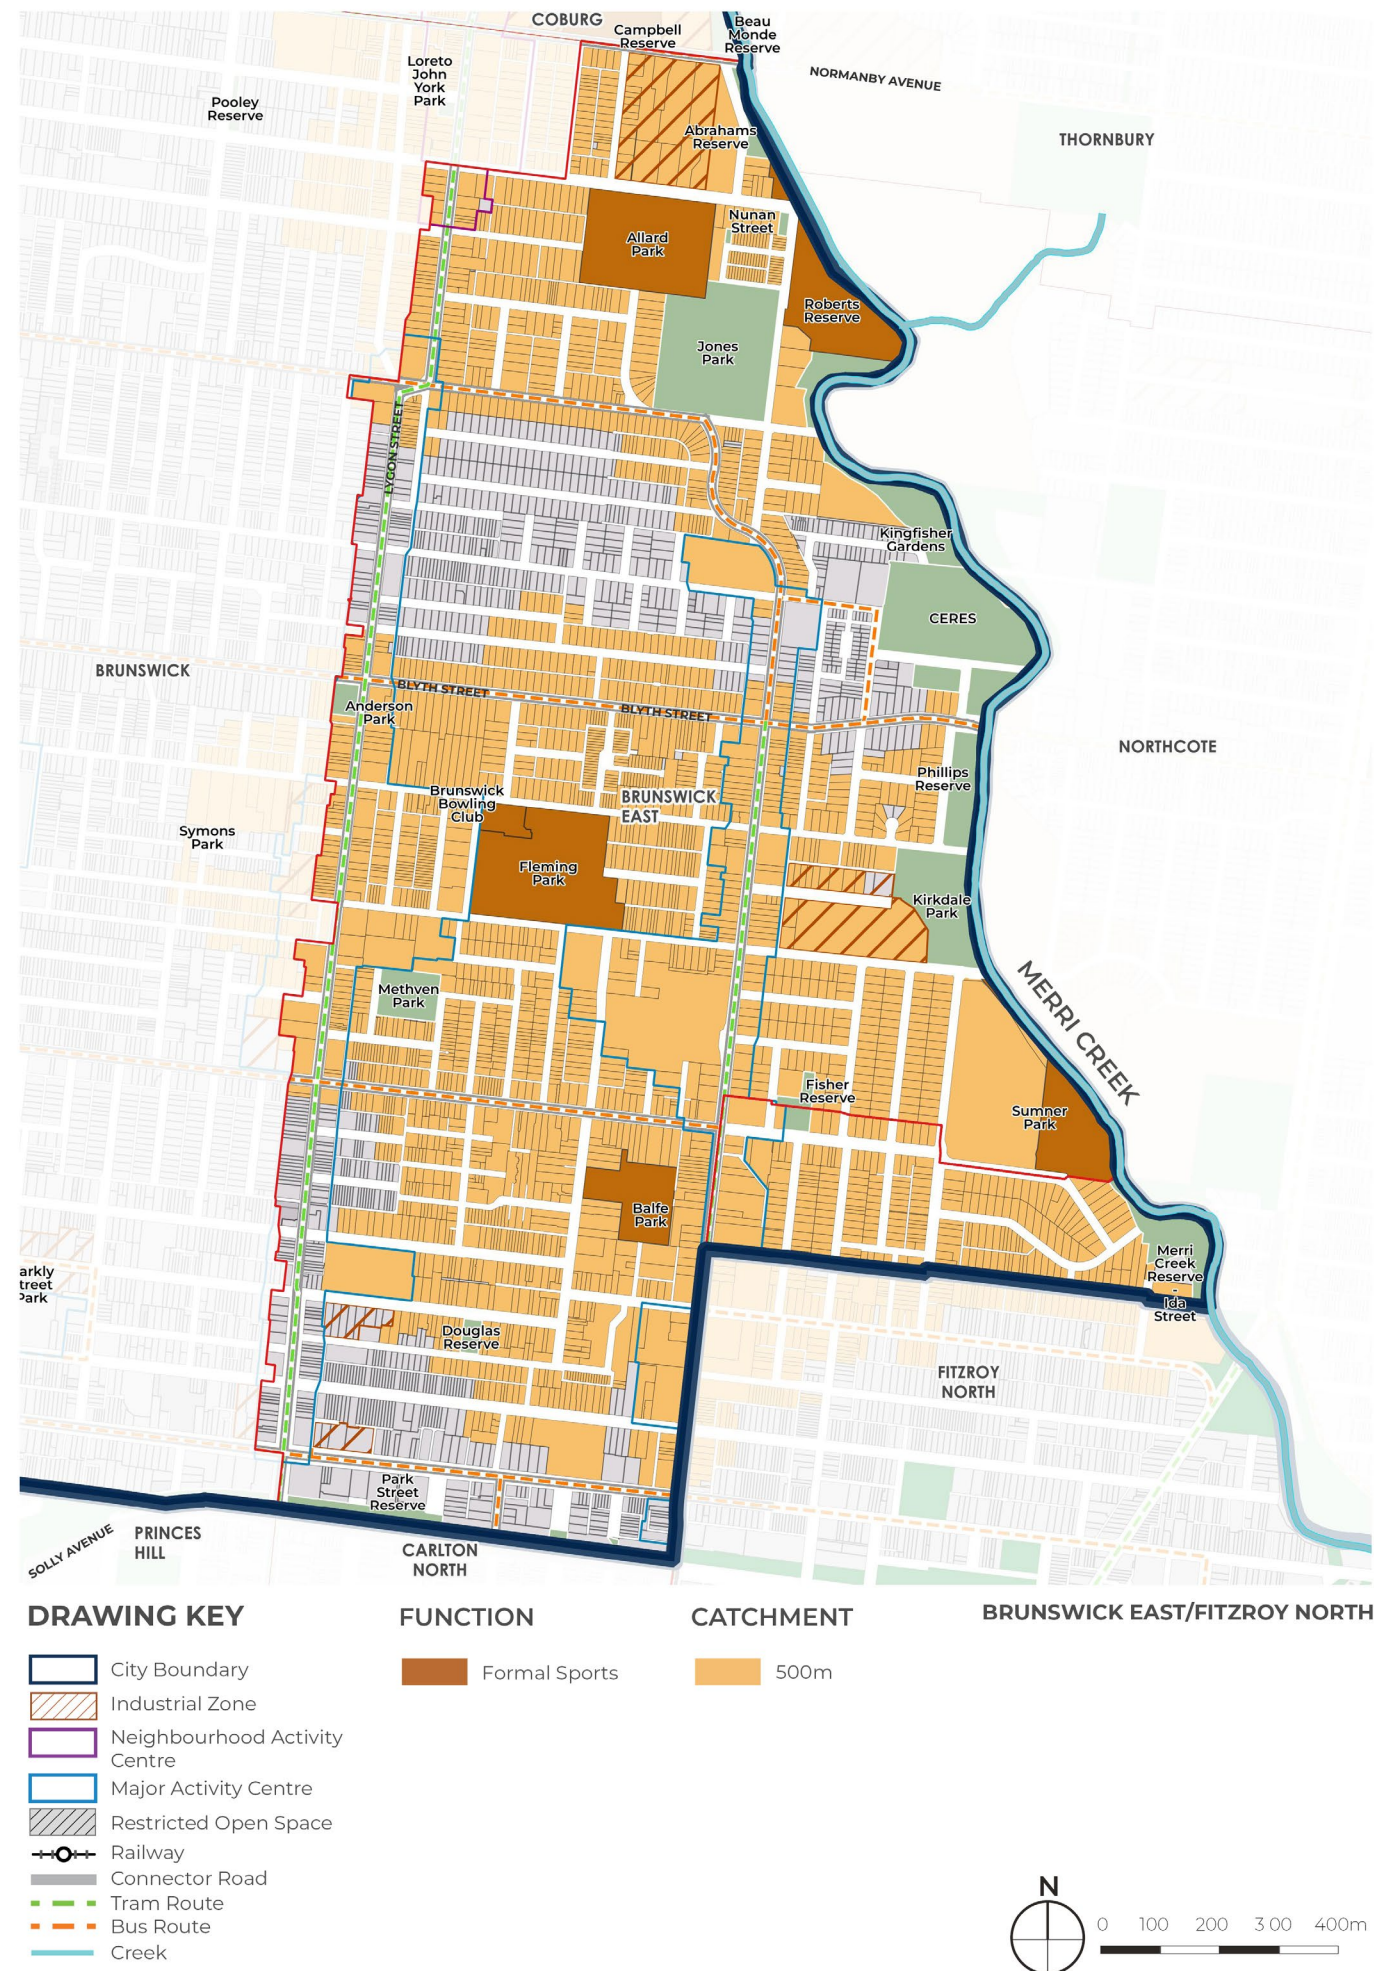 COBURG
Campbell
Reserve
Beau
Monde
Reserve
Loreto
John
York
Park
NORMANBY AVENUE
Pooley
Reserve
Abrahams
Reserve
THORNBURY
Nunan
Street
Allard
Park
Roberts
Reserve
Jones
Park
LYGON STREET
Kingfisher
Gardens
CERES
BRUNSWICK
BLYTH STREET
BLYTH STREET
Anderson
Park
NORTHCOTE
Phillips
Reserve
Brunswick
Bowling
Club
BRUNSWICK
EAST
Symons
Park
Fleming
Park
Kirkdale
Park
Methven
Park
MERRI CREEK
Fisher
Reserve
Sumner
Park
Balfe
Park
Merri
Creek
Reserve
-
Ida
Street
arkly
treet
Park
Douglas
Reserve
FITZROY
NORTH
Park
Street
Reserve
SOLLY AVENUE
PRINCES
HILL
CARLTON
NORTH
DRAWING KEY
FUNCTION
CATCHMENT
BRUNSWICK EAST/FITZROY NORTH
City Boundary
Formal Sports
500m
Industrial Zone
Neighbourhood Activity
Centre
Major Activity Centre
Restricted Open Space
Railway
Connector Road
Tram Route
Bus Route
Creek
N
0 100 200 300 400m